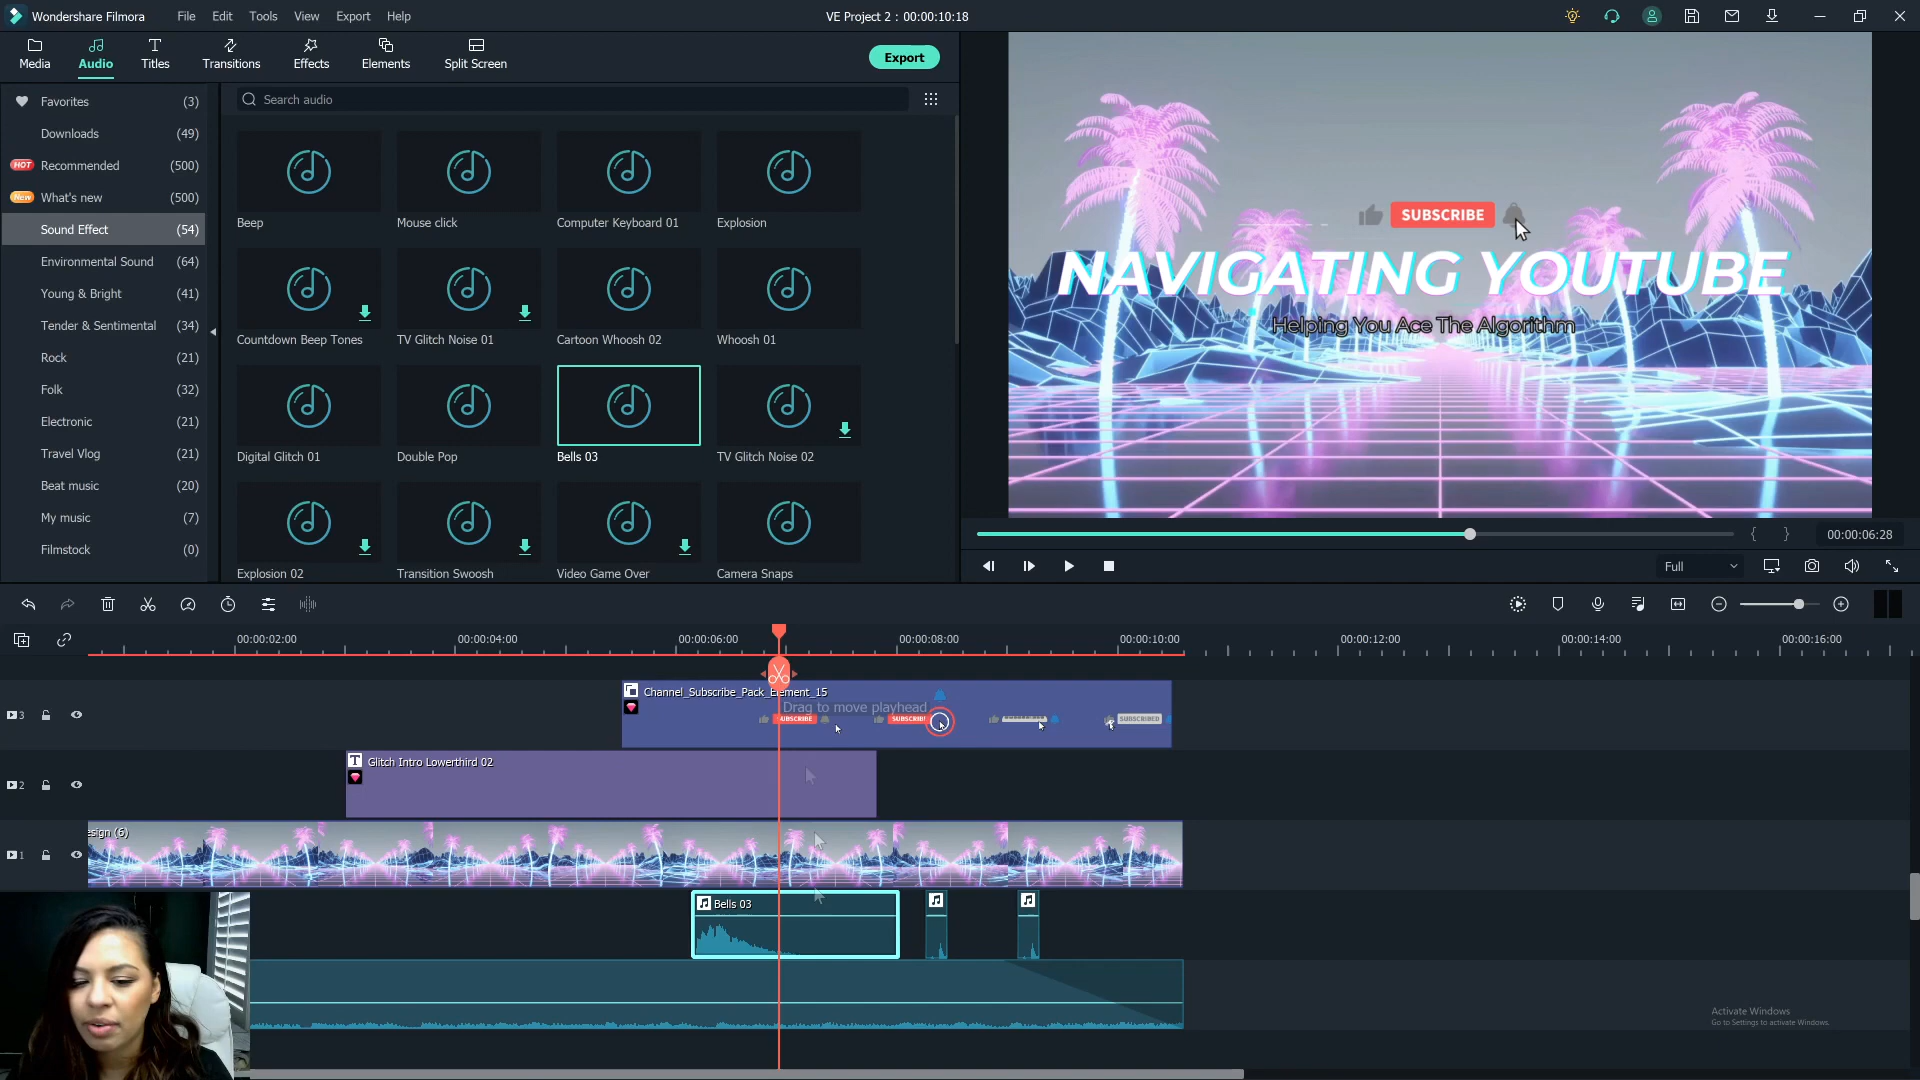 Wondershare Filmora
File
Edit
Tools
View
Export
Help
VE Project 2 : 00:00:10:18
Media
Audio
Titles
Transitions
Effects
Elements
Split Screen
Export
Favorites (3)
Downloads (49)
HOT Recommended (500)
New What's new (500)
Sound Effect (54)
Environmental Sound (64)
Young & Bright (41)
Tender & Sentimental (34)
Rock (21)
Folk (32)
Electronic (21)
Travel Vlog (21)
Beat music (20)
My music (7)
Filmstock (0)
Search audio
Beep
Mouse click
Computer Keyboard 01
Explosion
Countdown Beep Tones
TV Glitch Noise 01
Cartoon Whoosh 02
Whoosh 01
Digital Glitch 01
Double Pop
Bells 03
TV Glitch Noise 02
Explosion 02
Transition Swoosh
Video Game Over
Camera Snaps
SUBSCRIBE
NAVIGATING YOUTUBE
Helping You Ace The Algorithm
{ }
00:00:06:28
Full
00:00:02:00
00:00:04:00
00:00:06:00
00:00:08:00
00:00:10:00
00:00:12:00
00:00:14:00
00:00:16:00
3
Channel_Subscribe_Pack_Element_15
Drag to move playhead
SUBSCRIBE
SUBSCRIBE
SUBSCRIBED
2
Glitch Intro Lowerthird 02
1
esign (6)
Bells 03
Activate Windows
Go to Settings to activate Windows.